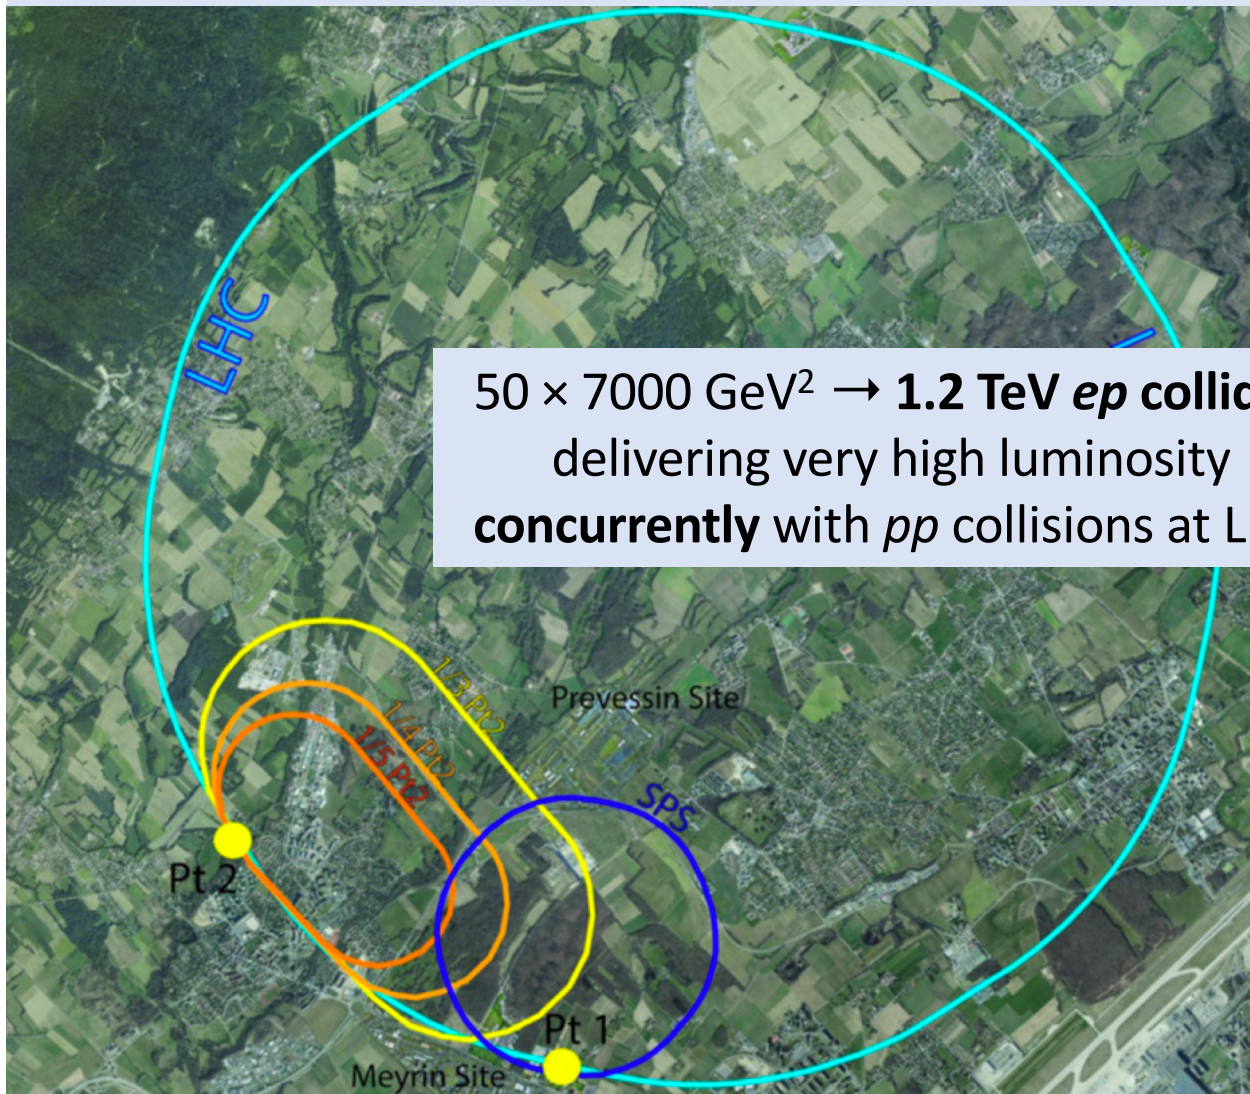 LHC
50 × 7000 GeV² → 1.2 TeV ep collid
delivering very high luminosity
concurrently with pp collisions at L
1/3 Pt2
1/4 Pt2
1/5 Pt2
Prevessin Site
SPS
Pt 2
Pt 1
Meyrin Site